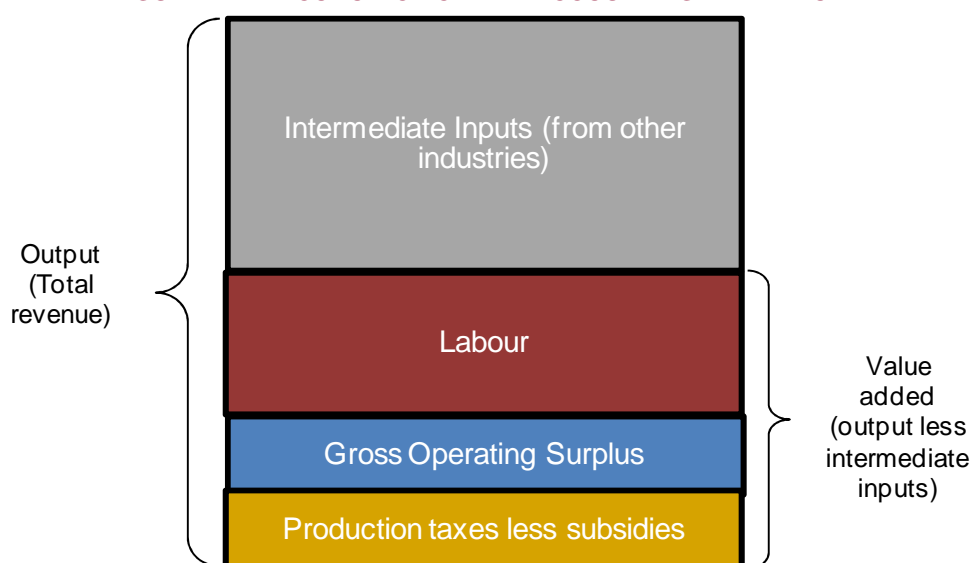 Intermediate Inputs (from other
industries)
Output
(Total
revenue)
Labour
Value
added
(output less
intermediate
inputs)
Gross Operating Surplus
Production taxes less subsidies